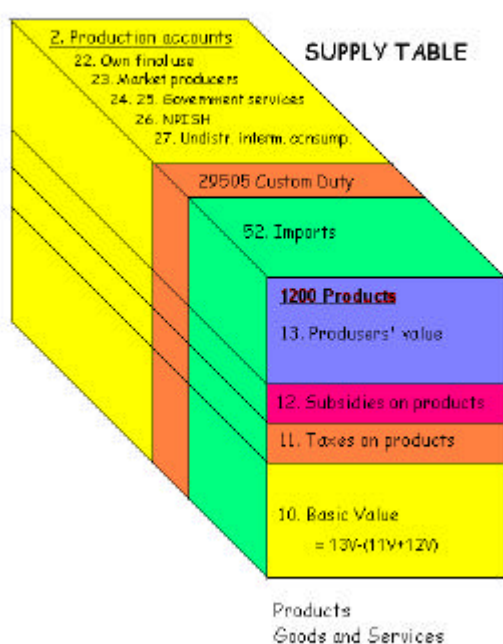 2. Production accounts
SUPPLY TABLE
22. Own final use
23. Market producers
24. 25. Government services
26. NPISH
27. Undistr. interm. consump.
29505 Custom Duty
52. Imports
1200 Products
13. Produsers' value
12. Subsidies on products
11. Taxes on products
10. Basic Value
= 13V-(11V+12V)
Products
Goods and Services